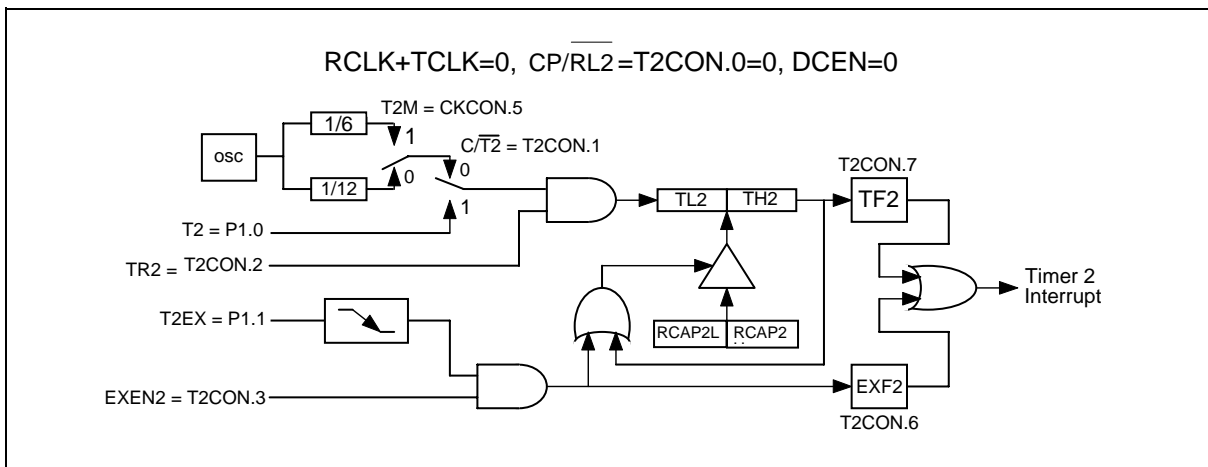 RCLK+TCLK=0, CP/RL2=T2CON.0=0, DCEN=0
T2M = CKCON.5
1/6
1
osc
C/T2 = T2CON.1
0
0
1/12
1
T2 = P1.0
TR2 = T2CON.2
TL2
TH2
T2CON.7
TF2
Timer 2
Interrupt
T2EX = P1.1
RCAP2L
RCAP2
EXEN2 = T2CON.3
EXF2
T2CON.6